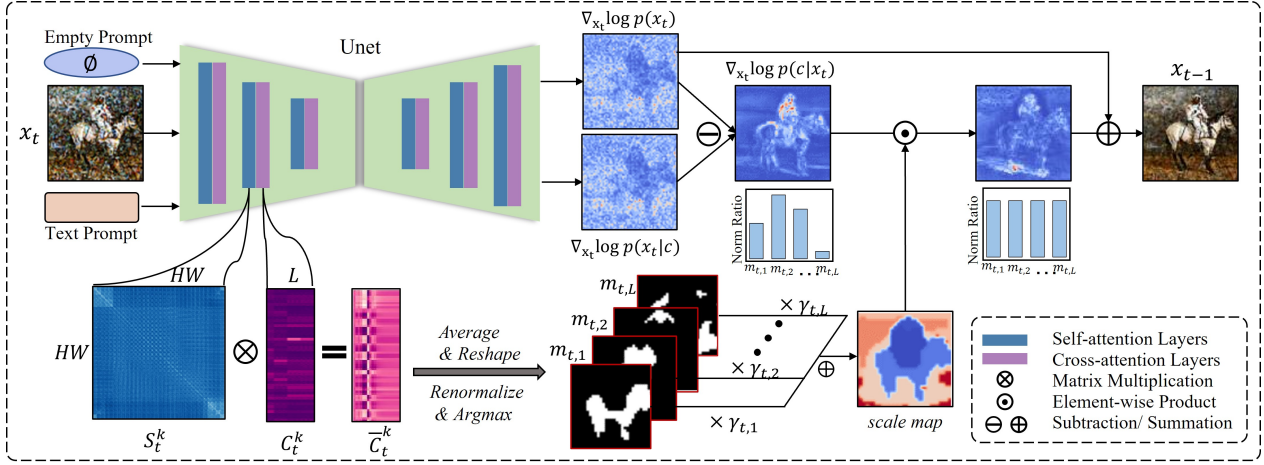 Empty Prompt
∅
x_t
Text Prompt
Unet
∇_{x_t} log p(x_t)
∇_{x_t} log p(x_t|c)
∇_{x_t} log p(c|x_t)
x_{t−1}
Norm Ratio
m_{t,1} m_{t,2} ... m_{t,L}
Norm Ratio
m_{t,1} m_{t,2} ... m_{t,L}
HW
L
HW
S_t^k
C_t^k
\overline{C}_t^k
Average
& Reshape
Renormalize
& Argmax
m_{t,L}
m_{t,2}
m_{t,1}
× γ_{t,L}
× γ_{t,2}
× γ_{t,1}
scale map
Self-attention Layers
Cross-attention Layers
Matrix Multiplication
Element-wise Product
Subtraction/ Summation